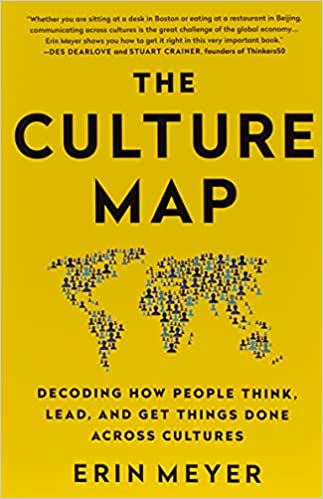 "Whether you are sitting at a desk in Boston or eating at a restaurant in Beijing,
communicating across cultures is the great challenge of the global economy....
Erin Meyer shows you how to get it right in this very important book."
—DES DEARLOVE and STUART CRAINER, founders of Thinkers50
THE
CULTURE
MAP
DECODING HOW PEOPLE THINK,
LEAD, AND GET THINGS DONE
ACROSS CULTURES
ERIN MEYER